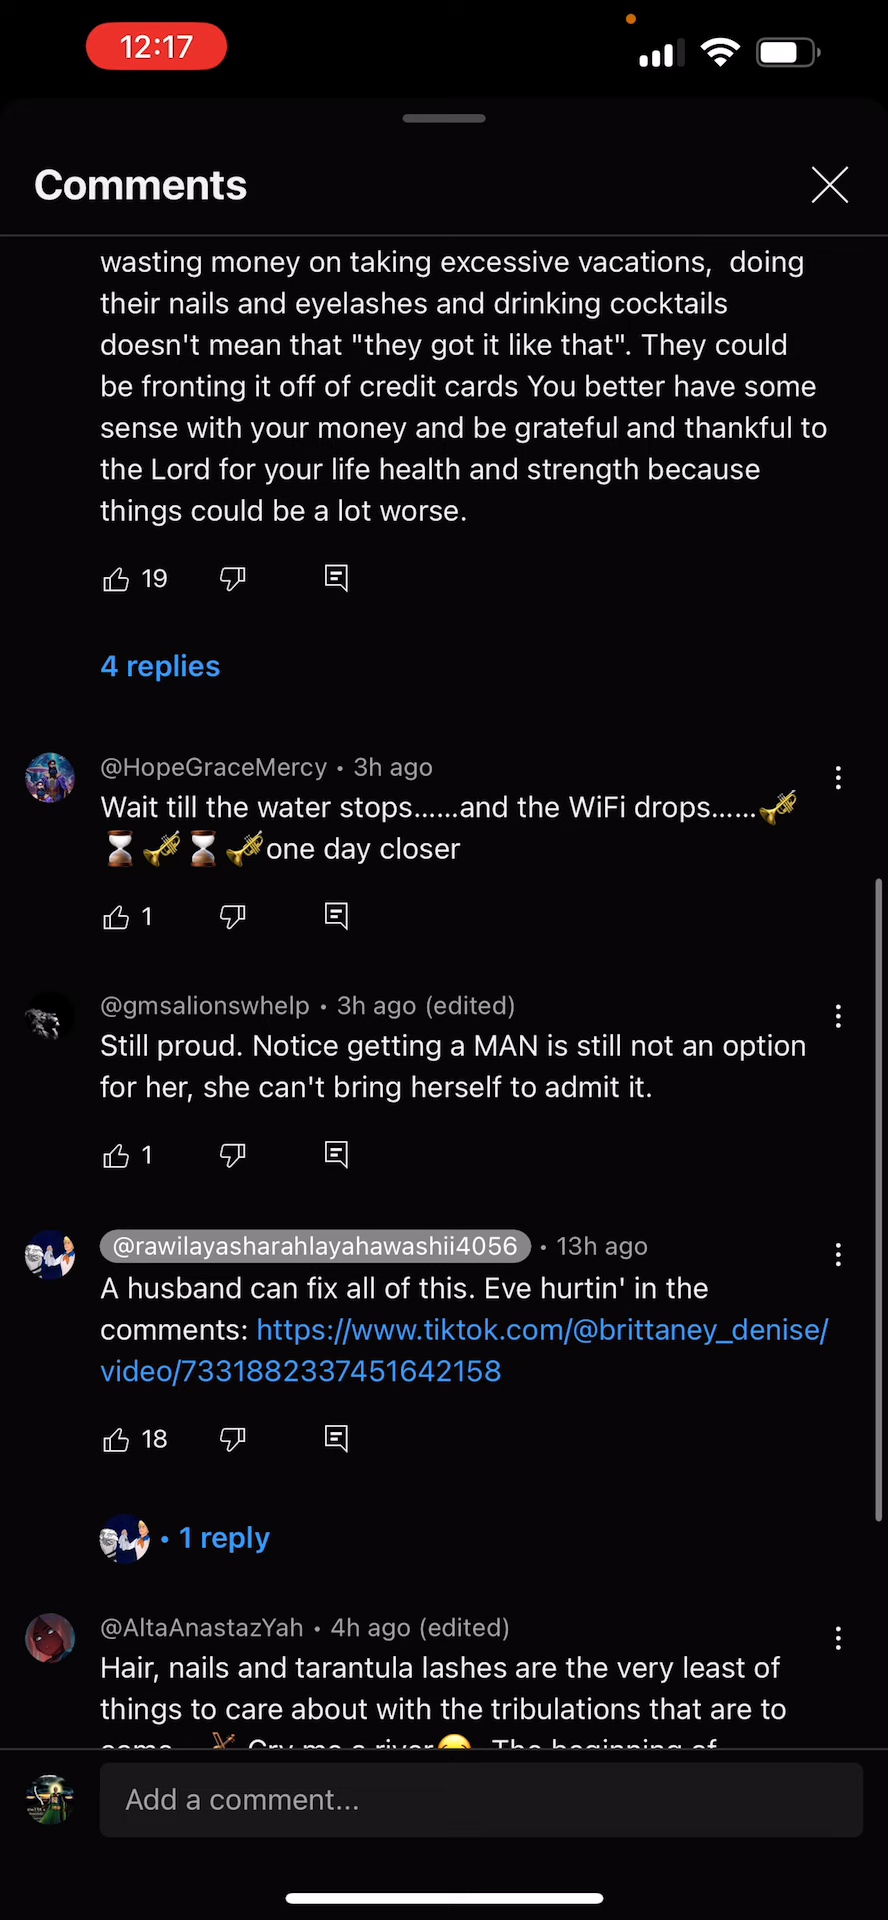 12:17
Comments
wasting money on taking excessive vacations, doing
their nails and eyelashes and drinking cocktails
doesn't mean that "they got it like that". They could
be fronting it off of credit cards You better have some
sense with your money and be grateful and thankful to
the Lord for your life health and strength because
things could be a lot worse.
19
4 replies
@HopeGraceMercy • 3h ago
Wait till the water stops......and the WiFi drops......🎺
⏳🎺⏳🎺one day closer
1
@gmsalionswhelp • 3h ago (edited)
Still proud. Notice getting a MAN is still not an option
for her, she can't bring herself to admit it.
1
@rawilayasharahlayahawashii4056 • 13h ago
A husband can fix all of this. Eve hurtin' in the
comments: https://www.tiktok.com/@brittaney_denise/
video/7331882337451642158
18
• 1 reply
@AltaAnastazYah • 4h ago (edited)
Hair, nails and tarantula lashes are the very least of
things to care about with the tribulations that are to
come Cry me a river The beginning of
Add a comment...